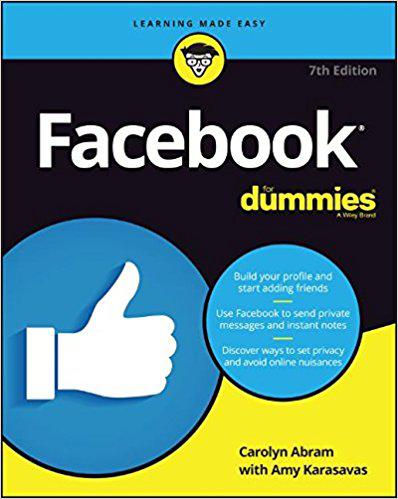 LEARNING MADE EASY
7th Edition
Facebook®
for
dummies®
A Wiley Brand
Build your profile and
start adding friends
Use Facebook to send private
messages and instant notes
Discover ways to set privacy
and avoid online nuisances
Carolyn Abram
with Amy Karasavas